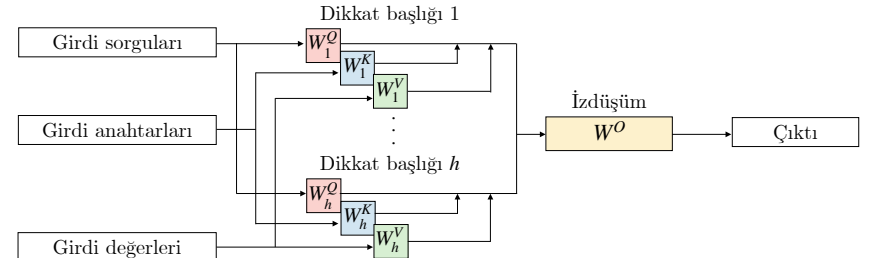 Dikkat başlığı 1
Girdi sorguları
W_1^Q
W_1^K
W_1^V
Girdi anahtarları
İzdüşüm
W^O
Çıktı
Dikkat başlığı h
W_h^Q
W_h^K
W_h^V
Girdi değerleri